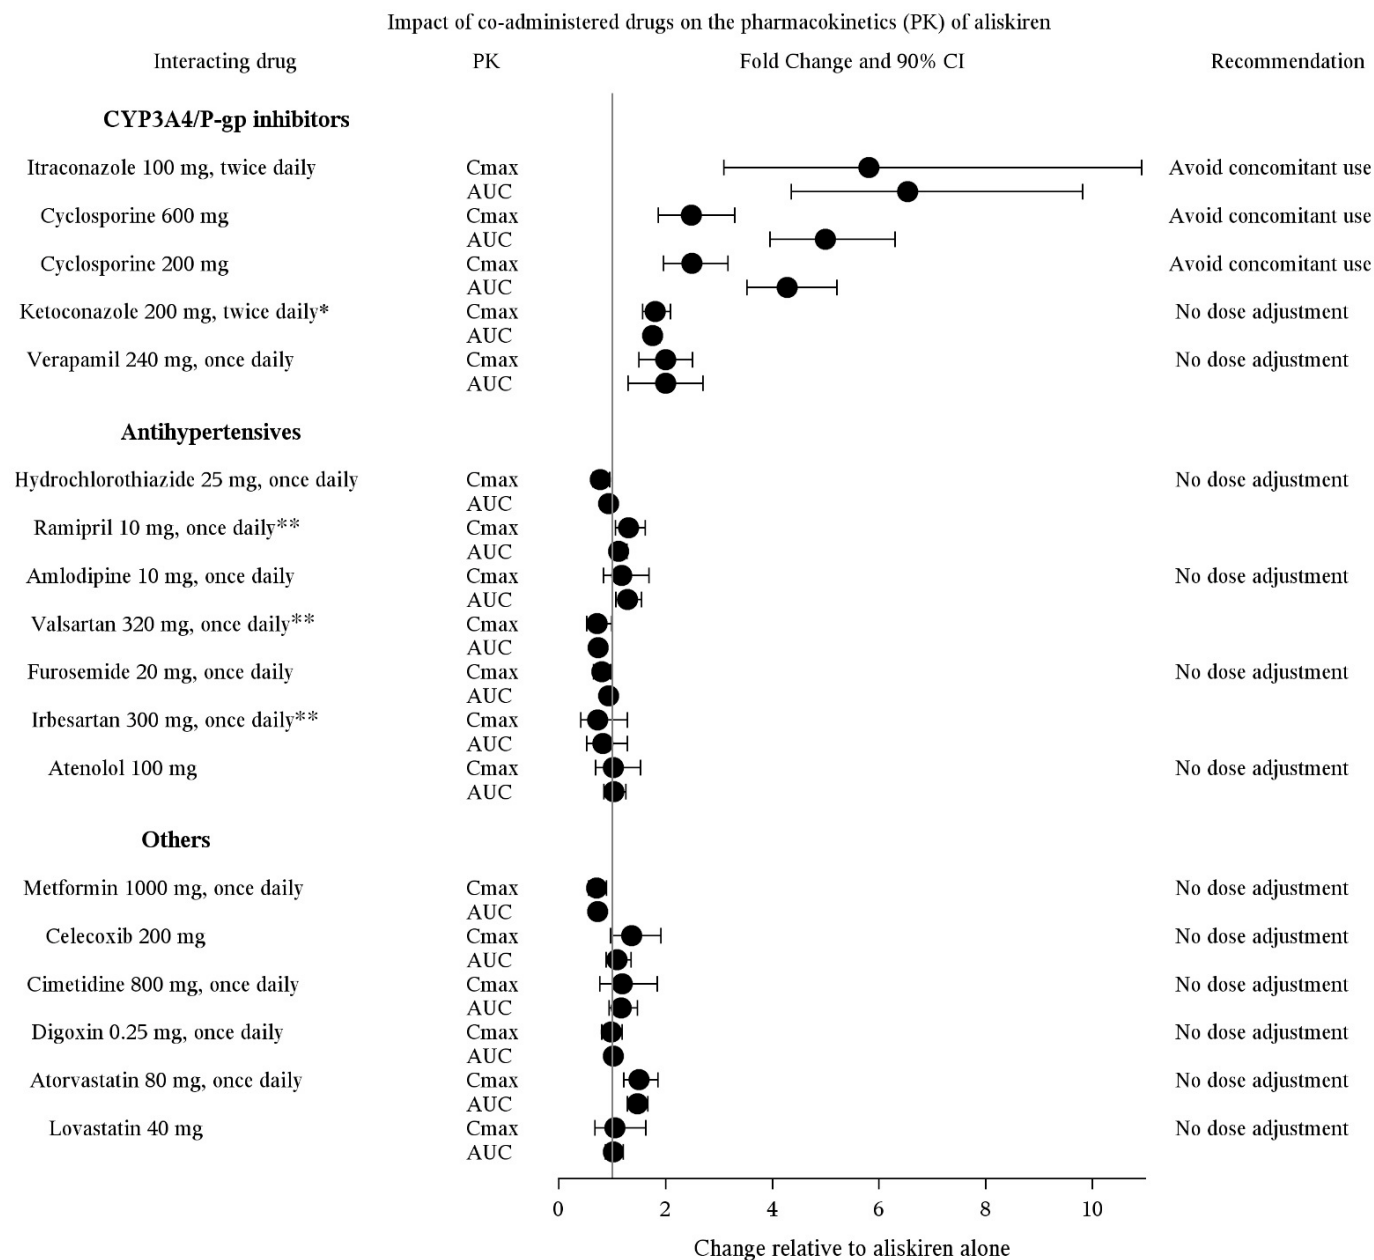 Impact of co-administered drugs on the pharmacokinetics (PK) of aliskiren
Interacting drug PK Fold Change and 90% CI Recommendation
CYP3A4/P-gp inhibitors
Itraconazole 100 mg, twice daily Cmax Avoid concomitant use
AUC
Cyclosporine 600 mg Cmax Avoid concomitant use
AUC
Cyclosporine 200 mg Cmax Avoid concomitant use
AUC
Ketoconazole 200 mg, twice daily* Cmax No dose adjustment
AUC
Verapamil 240 mg, once daily Cmax No dose adjustment
AUC
Antihypertensives
Hydrochlorothiazide 25 mg, once daily Cmax No dose adjustment
AUC
Ramipril 10 mg, once daily** Cmax
AUC
Amlodipine 10 mg, once daily Cmax No dose adjustment
AUC
Valsartan 320 mg, once daily** Cmax
AUC
Furosemide 20 mg, once daily Cmax No dose adjustment
AUC
Irbesartan 300 mg, once daily** Cmax
AUC
Atenolol 100 mg Cmax No dose adjustment
AUC
Others
Metformin 1000 mg, once daily Cmax No dose adjustment
AUC
Celecoxib 200 mg Cmax No dose adjustment
AUC
Cimetidine 800 mg, once daily Cmax No dose adjustment
AUC
Digoxin 0.25 mg, once daily Cmax No dose adjustment
AUC
Atorvastatin 80 mg, once daily Cmax No dose adjustment
AUC
Lovastatin 40 mg Cmax No dose adjustment
AUC
0 2 4 6 8 10
Change relative to aliskiren alone